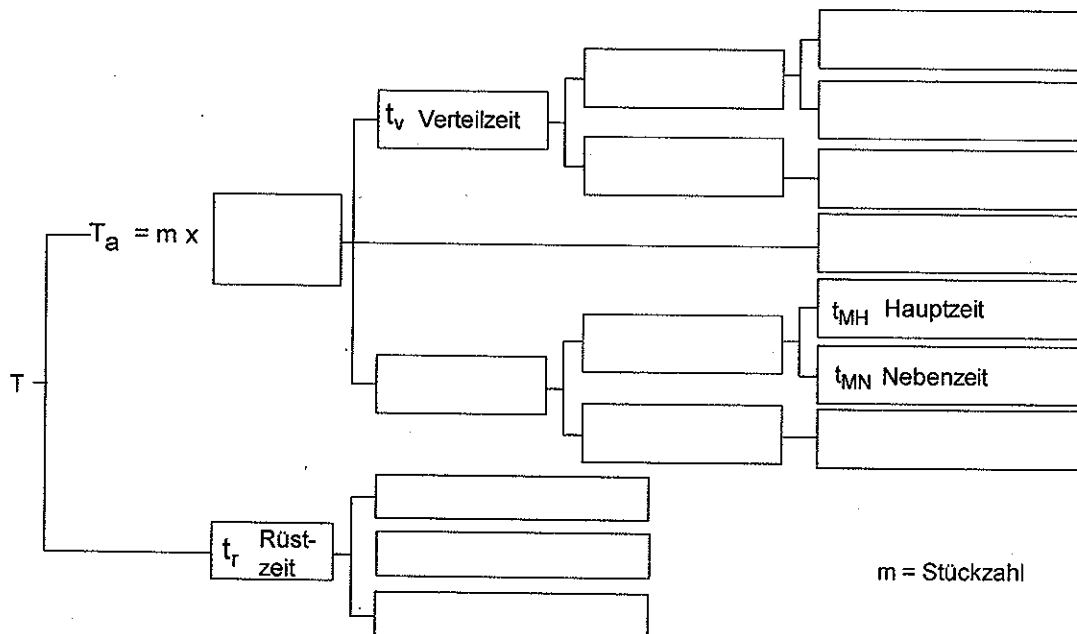 t_v Verteilzeit
T_a = m x
t_MH Hauptzeit
t_MN Nebenzeit
T
t_r Rüst-
zeit
m = Stückzahl